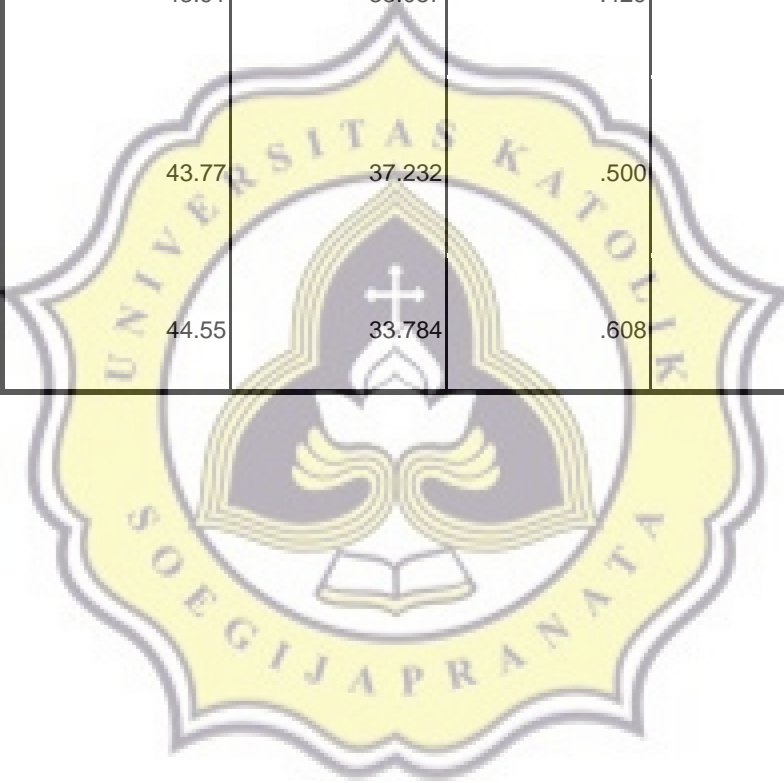 43.77 37.232 .500
44.55 33.784 .608
UNIVERSITAS KATOLIK
SOEGIJAPRANATA